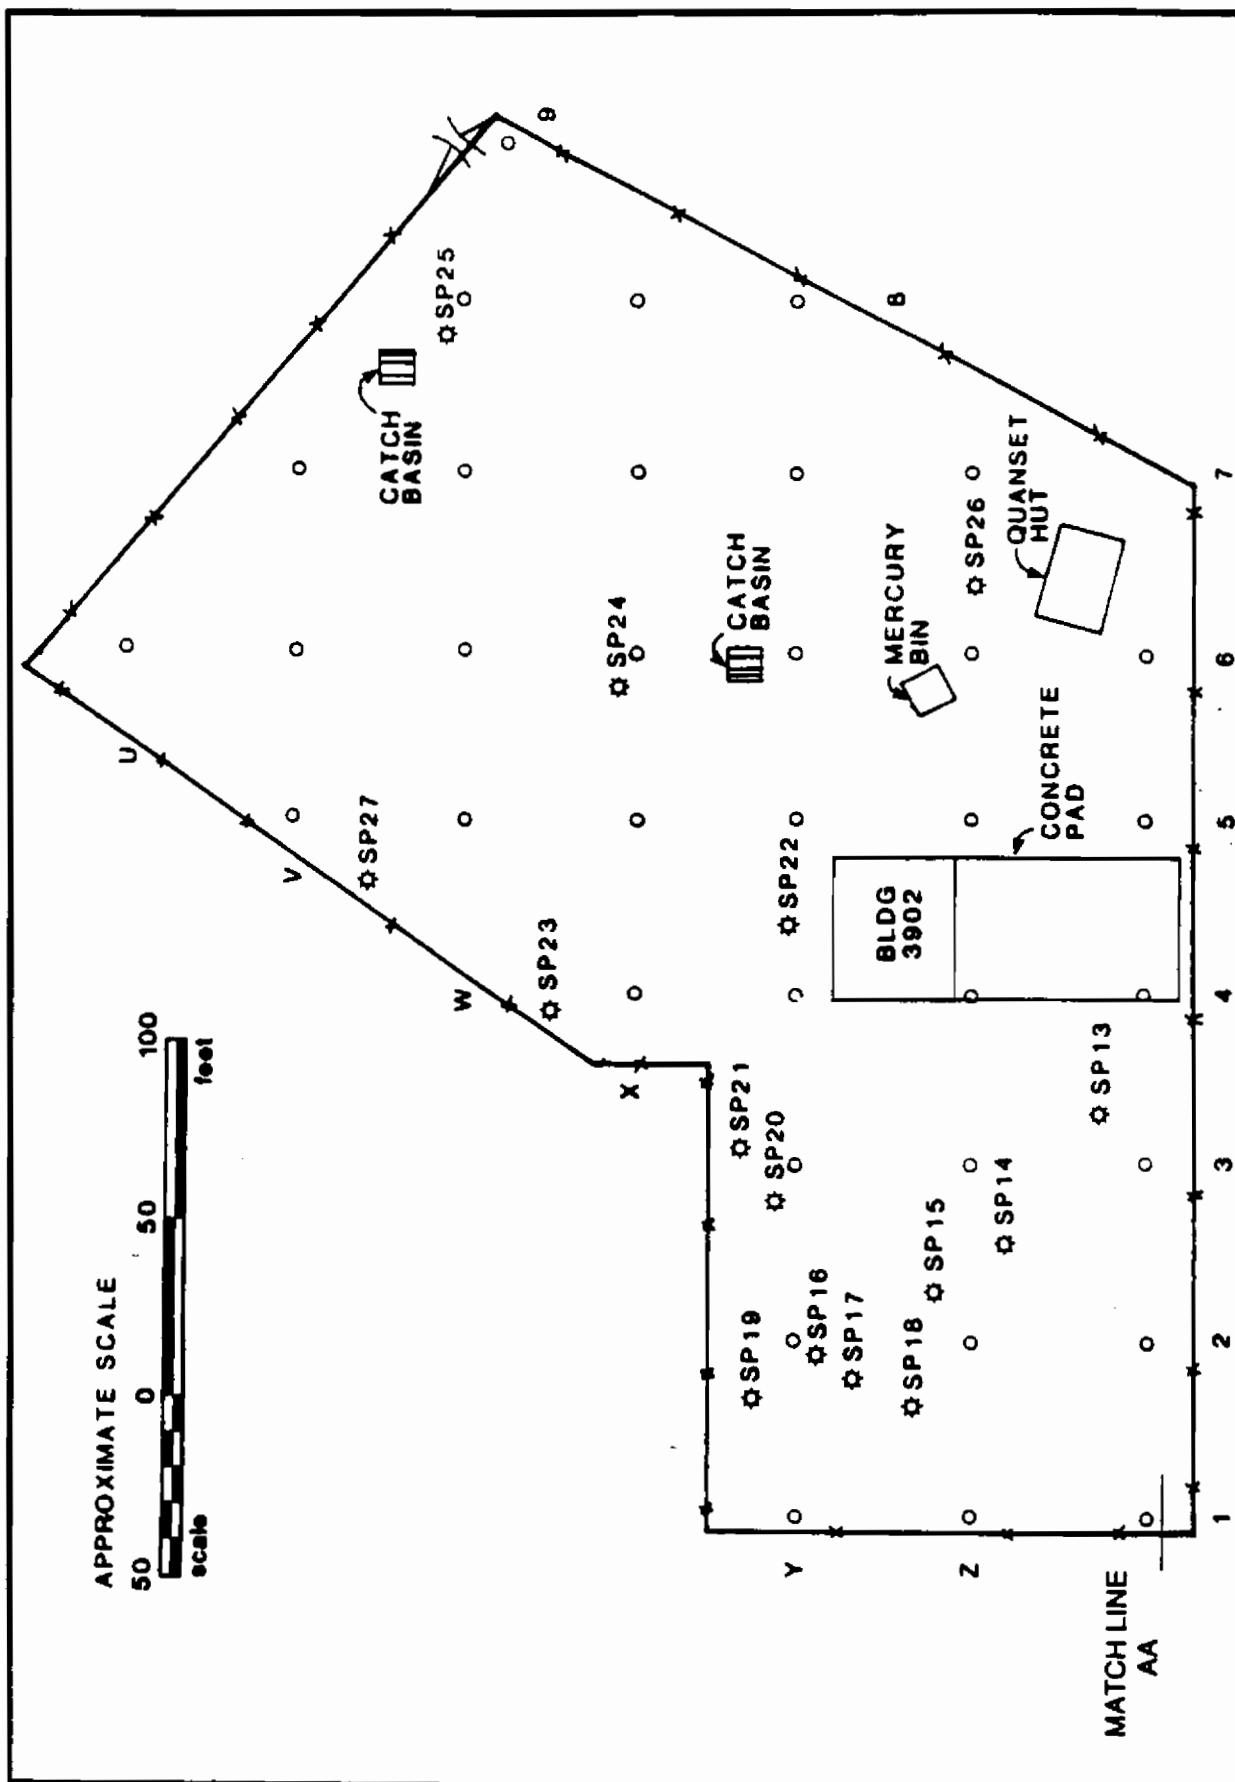 APPROXIMATE SCALE
50 0 50 100
scale feet
U
V
SP27
CATCH
BASIN
SP25
W
9
SP23
SP24
X
CATCH
BASIN
SP21
SP19
SP20
SP22
Y
SP16
SP17
BLDG
3902
MERCURY
BIN
8
SP18
SP15
Z
SP26
SP14
QUANSET
HUT
CONCRETE
PAD
SP13
MATCH LINE
AA
1 2 3 4 5 6 7